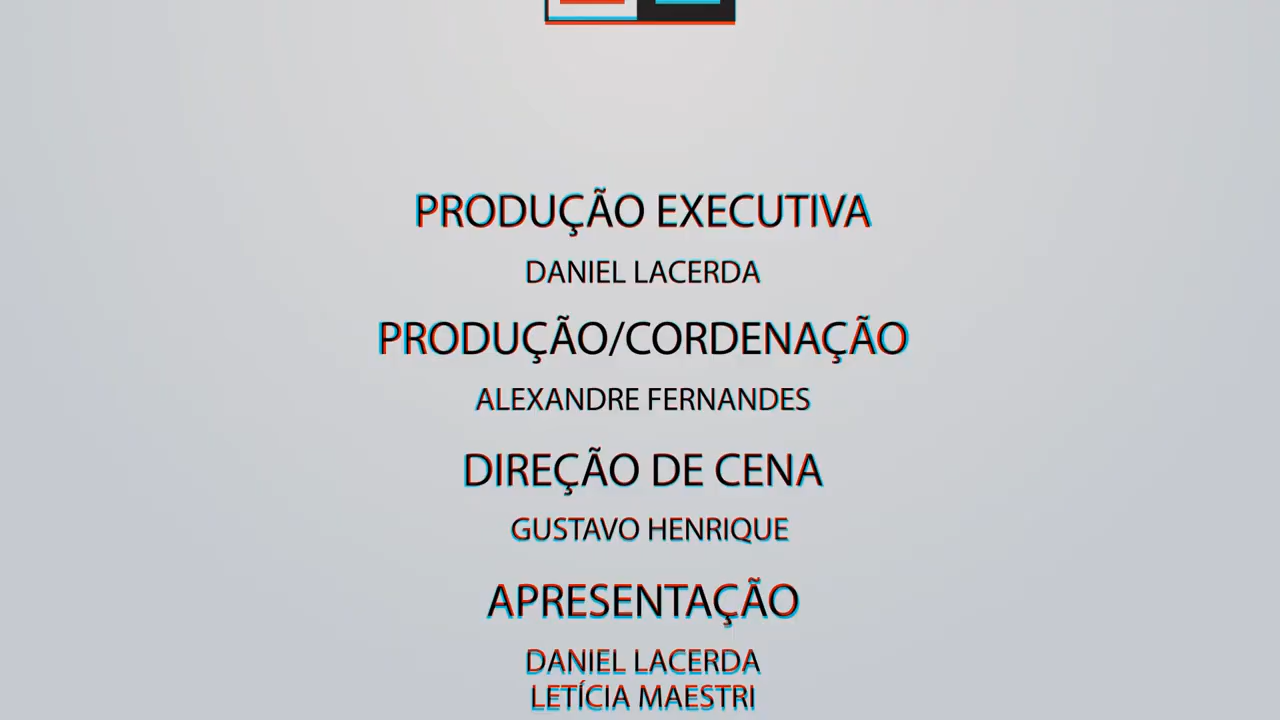 PRODUÇÃO EXECUTIVA
DANIEL LACERDA
PRODUÇÃO/CORDENAÇÃO
ALEXANDRE FERNANDES
DIREÇÃO DE CENA
GUSTAVO HENRIQUE
APRESENTAÇÃO
DANIEL LACERDA
LETÍCIA MAESTRI